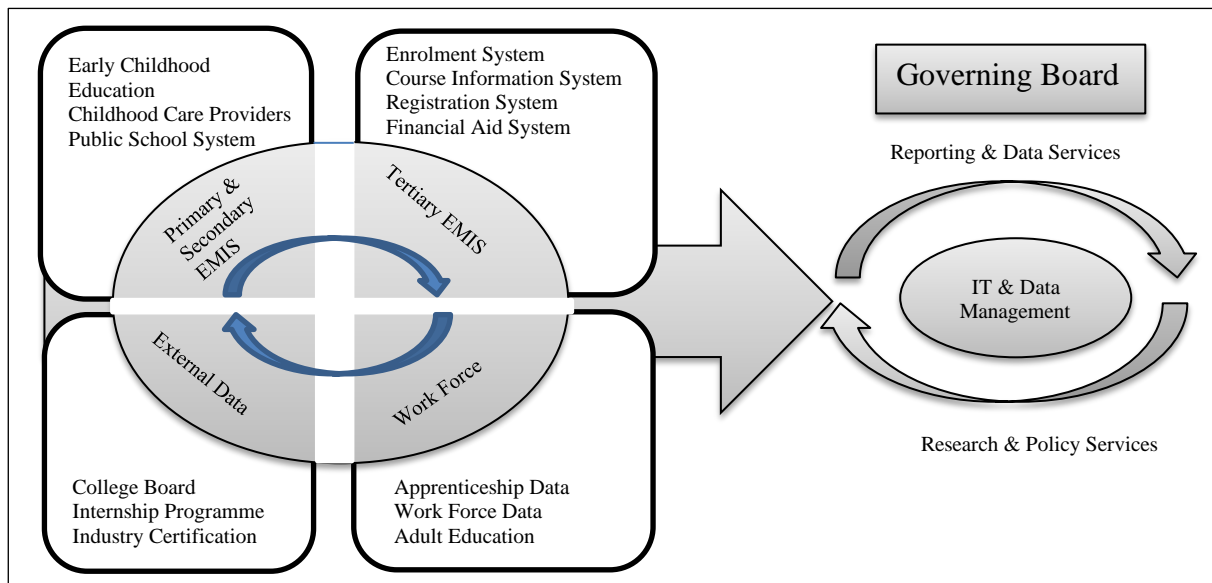 Early Childhood
Education
Childhood Care Providers
Public School System
Enrolment System
Course Information System
Registration System
Financial Aid System
Primary &
Secondary
EMIS
Tertiary EMIS
External Data
Work Force
College Board
Internship Programme
Industry Certification
Apprenticeship Data
Work Force Data
Adult Education
Governing Board
Reporting & Data Services
IT & Data
Management
Research & Policy Services